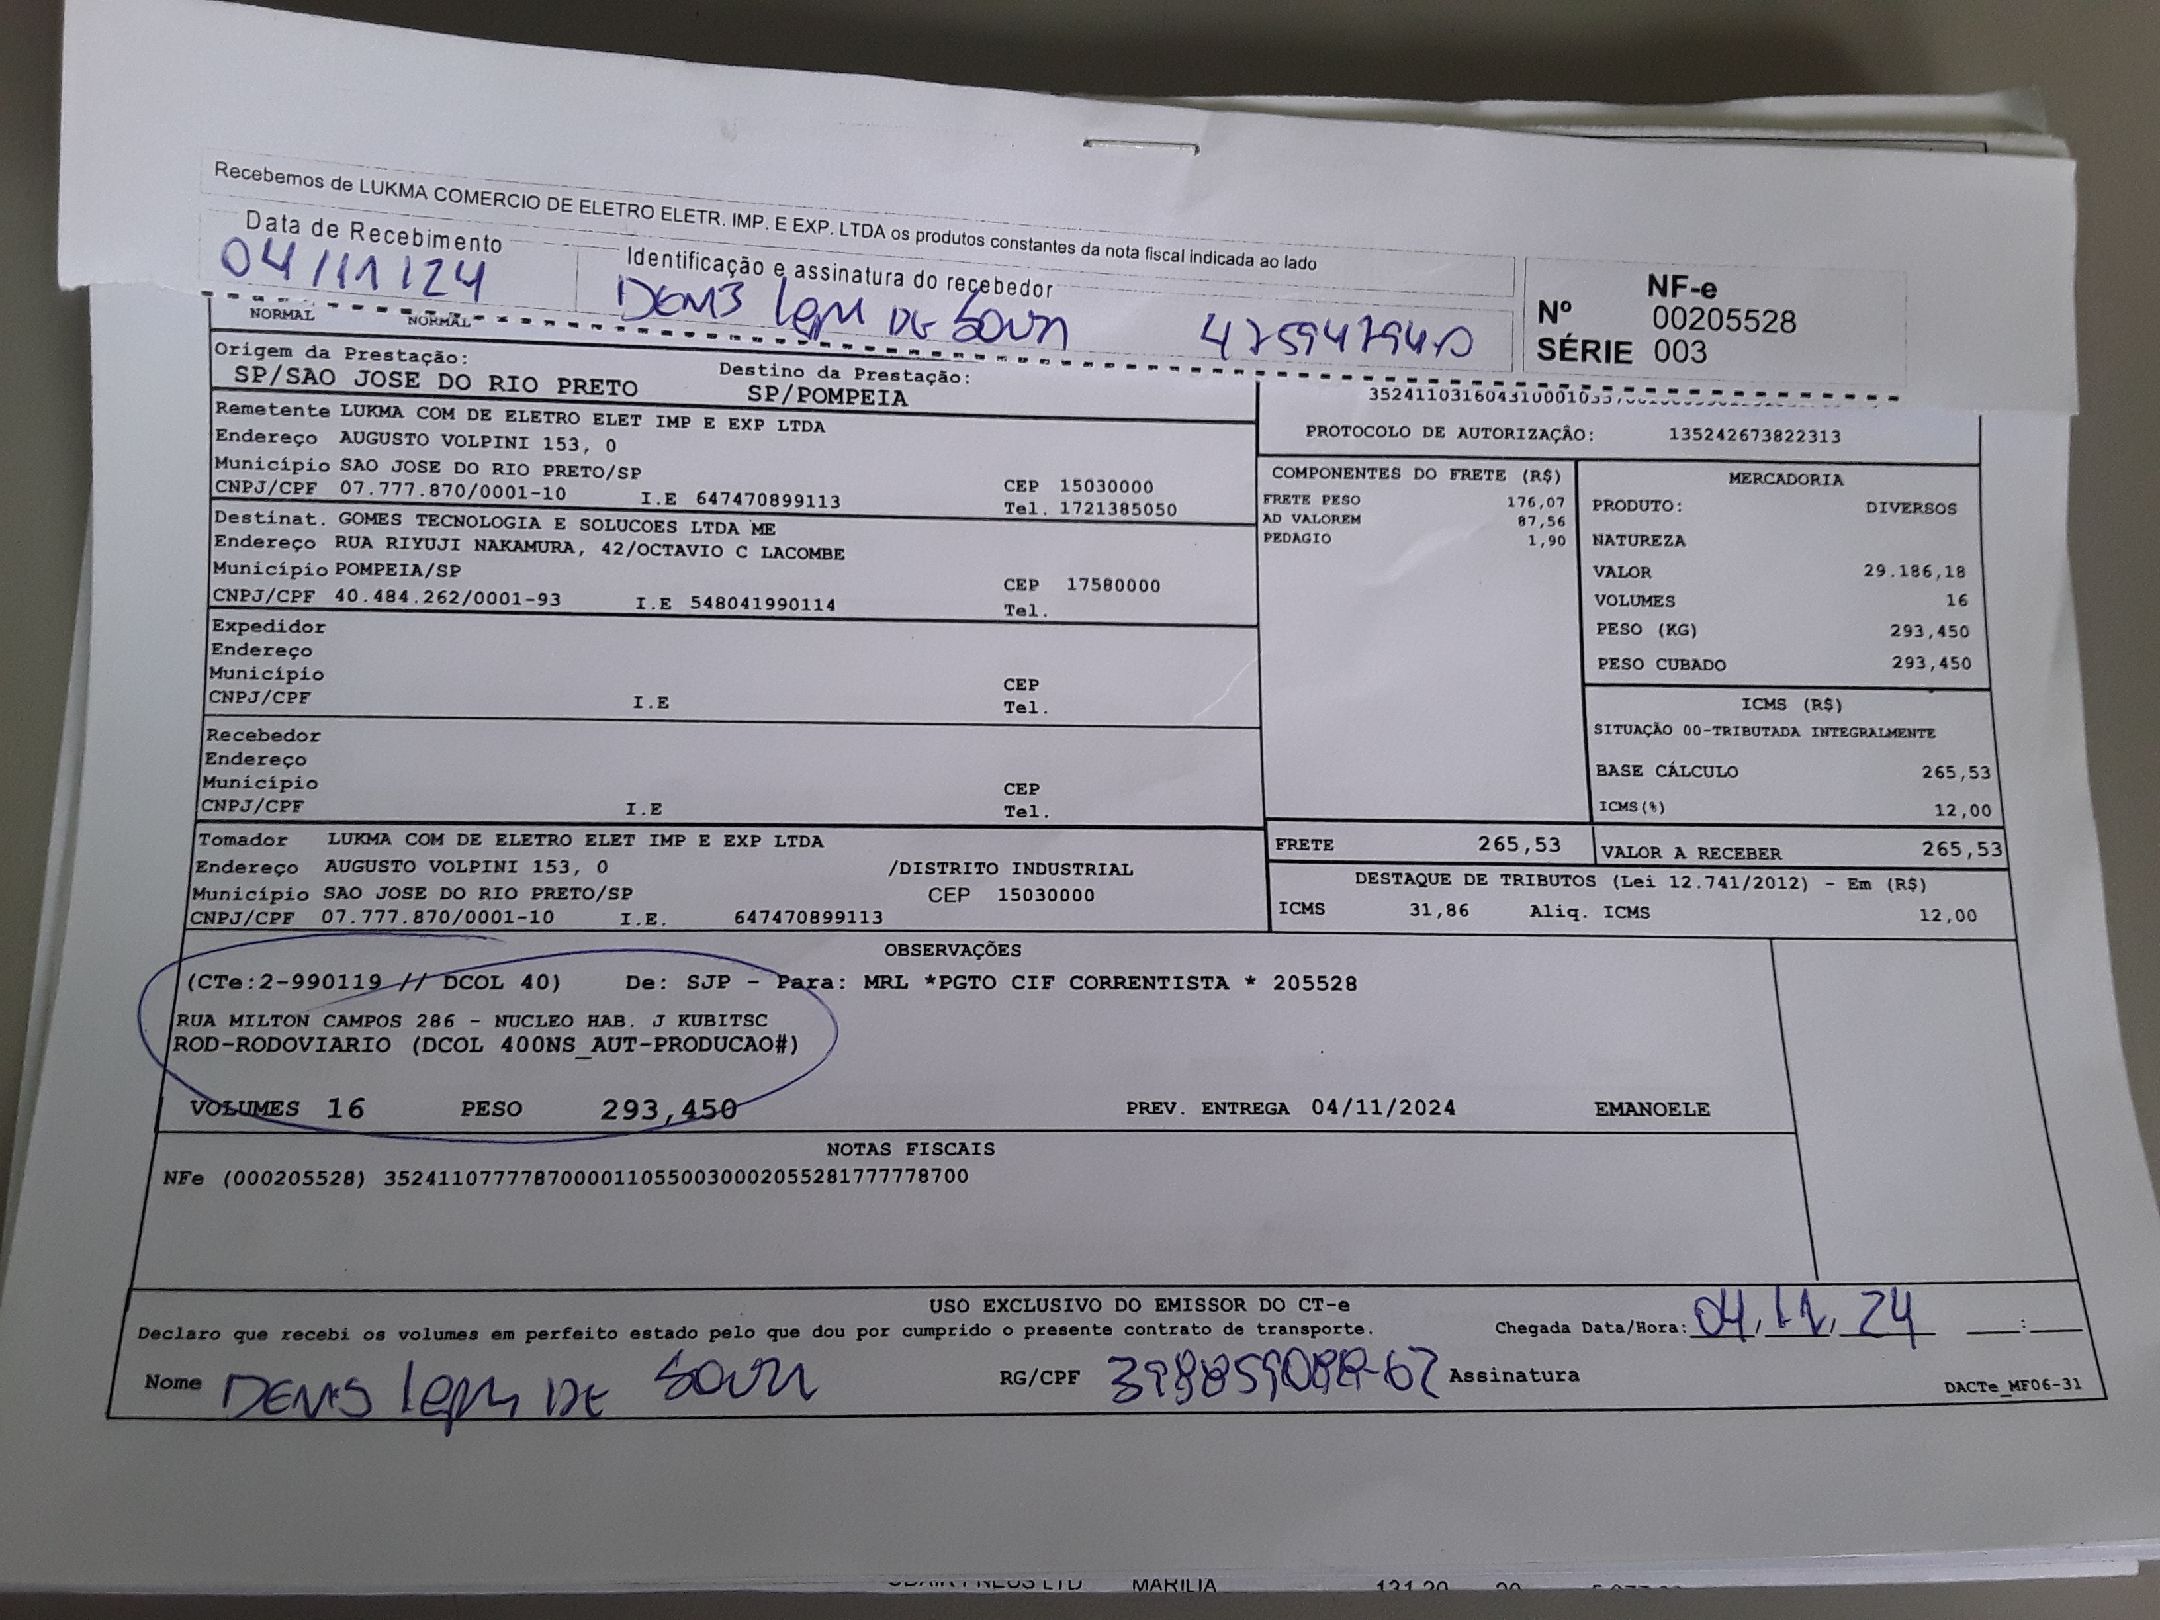 Recebemos de LUKMA COMERCIO DE ELETRO ELETR. IMP. E EXP. LTDA os produtos constantes da nota fiscal indicada ao lado
Data de Recebimento
04/11/24
Identificação e assinatura do recebedor
DE
NF-e
Nº 00205528
SÉRIE 003
NORMAL NORMAL
Origem da Prestação:
SP/SAO JOSE DO RIO PRETO
Destino da Prestação:
SP/POMPEIA
Remetente LUKMA COM DE ELETRO ELET IMP E EXP LTDA
Endereço AUGUSTO VOLPINI 153, 0
Município SAO JOSE DO RIO PRETO/SP CEP 15030000
CNPJ/CPF 07.777.870/0001-10 I.E 647470899113 Tel. 1721385050
Destinat. GOMES TECNOLOGIA E SOLUCOES LTDA ME
Endereço RUA RIYUJI NAKAMURA, 42/OCTAVIO C LACOMBE
Município POMPEIA/SP CEP 17580000
CNPJ/CPF 40.484.262/0001-93 I.E 548041990114 Tel.
Expedidor
Endereço
Município CEP
CNPJ/CPF I.E Tel.
Recebedor
Endereço
Município CEP
CNPJ/CPF I.E Tel.
Tomador LUKMA COM DE ELETRO ELET IMP E EXP LTDA
Endereço AUGUSTO VOLPINI 153, 0 /DISTRITO INDUSTRIAL
Município SAO JOSE DO RIO PRETO/SP CEP 15030000
CNPJ/CPF 07.777.870/0001-10 I.E. 647470899113
PROTOCOLO DE AUTORIZAÇÃO: 135242673822313
COMPONENTES DO FRETE (R$)
FRETE PESO 176,07
AD VALOREM 87,56
PEDAGIO 1,90
MERCADORIA
PRODUTO: DIVERSOS
NATUREZA
VALOR 29.186,18
VOLUMES 16
PESO (KG) 293,450
PESO CUBADO 293,450
ICMS (R$)
SITUAÇÃO 00-TRIBUTADA INTEGRALMENTE
BASE CÁLCULO 265,53
ICMS(%) 12,00
FRETE 265,53 VALOR A RECEBER 265,53
DESTAQUE DE TRIBUTOS (Lei 12.741/2012) - Em (R$)
ICMS 31,86 Aliq. ICMS 12,00
OBSERVAÇÕES
(CTe:2-990119 // DCOL 40) De: SJP - Para: MRL *PGTO CIF CORRENTISTA * 205528
RUA MILTON CAMPOS 286 - NUCLEO HAB. J KUBITSC
ROD-RODOVIARIO (DCOL 400NS_AUT-PRODUCAO#)
VOLUMES 16 PESO 293,450 PREV. ENTREGA 04/11/2024 EMANOELE
NOTAS FISCAIS
NFe (000205528) 35241107777870000110550030002055281777778700
USO EXCLUSIVO DO EMISSOR DO CT-e
Declaro que recebi os volumes em perfeito estado pelo que dou por cumprido o presente contrato de transporte. Chegada Data/Hora: 04,11,24 :
Nome DE RG/CPF Assinatura
DACTe_MF06-31
MARILIA